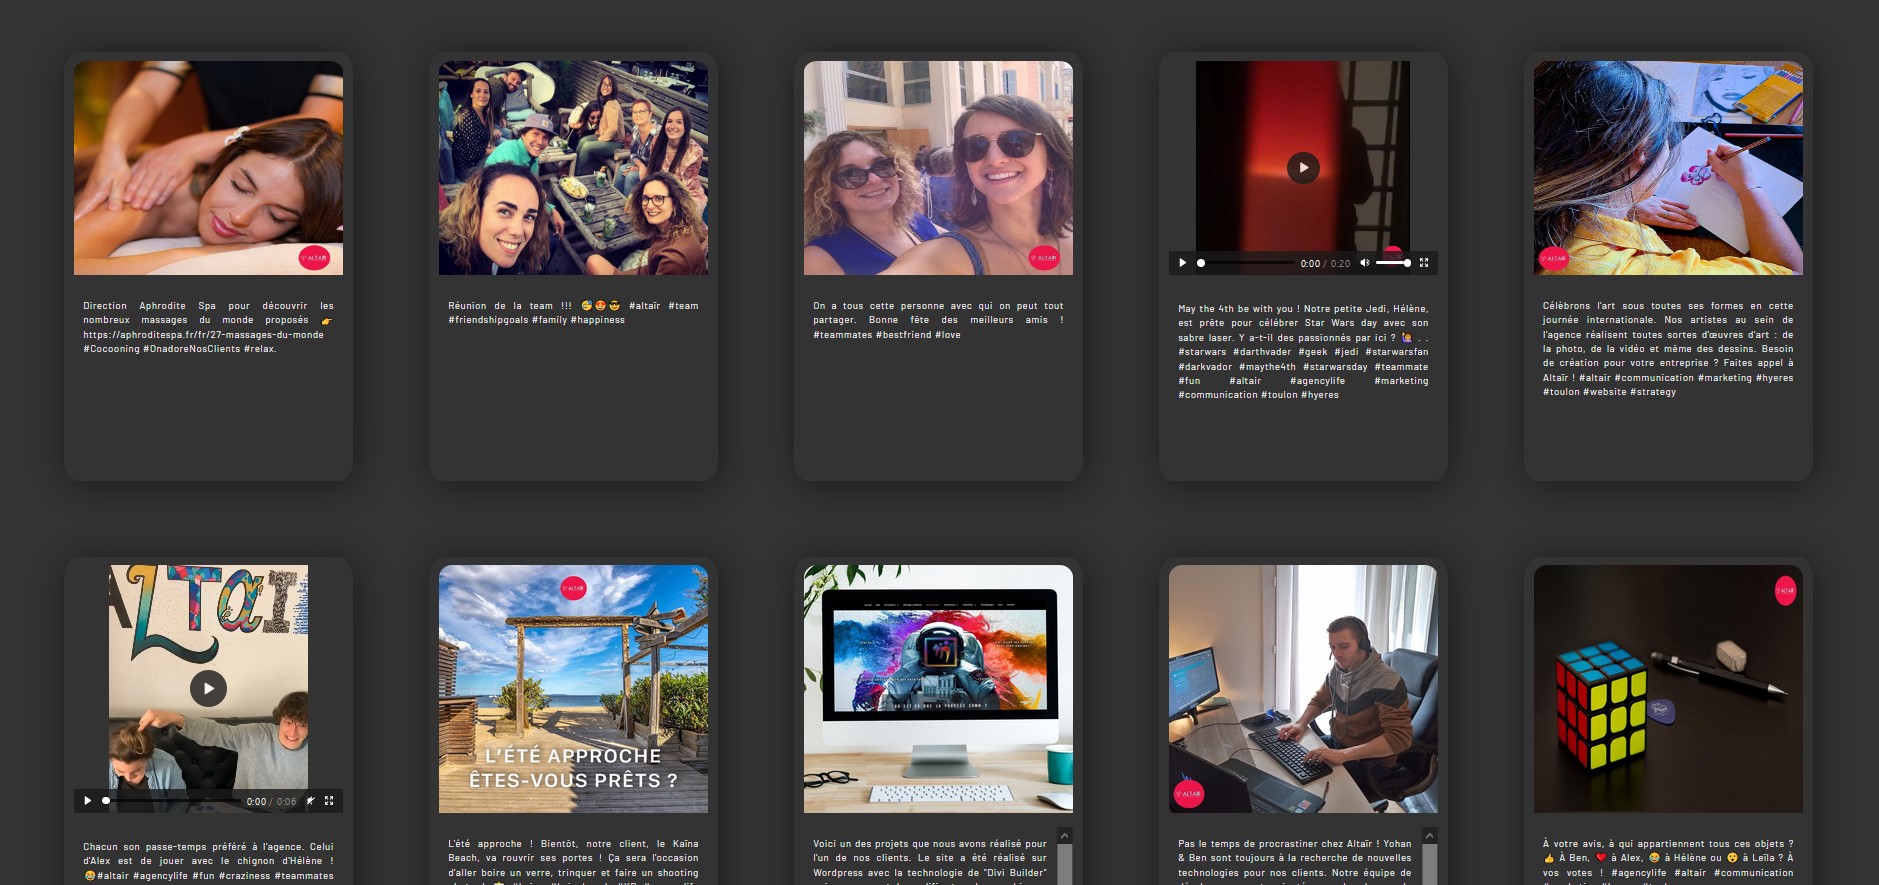 ALTAIR
ALTAIR
ALTAIR
0:00 / 0:20
Direction Aphrodite Spa pour découvrir les
nombreux massages du monde proposés 👉
https://aphroditespa.fr/fr/27-massages-du-monde
#Cocooning #OnadoreNosClients #relax.
Réunion de la team !!! 😴😍😎 #altaïr #team
#friendshipgoals #family #happiness
On a tous cette personne avec qui on peut tout
partager. Bonne fête des meilleurs amis !
#teammates #bestfriend #love
May the 4th be with you ! Notre petite Jedi, Hélène,
est prête pour célébrer Star Wars day avec son
sabre laser. Y a-t-il des passionnés par ici ? 🙋 . .
#starwars #darthvader #geek #jedi #starwarsfan
#darkvador #maythe4th #starwarsday #teammate
#fun #altair #agencylife #marketing
#communication #toulon #hyeres
Célèbrons l'art sous toutes ses formes en cette
journée internationale. Nos artistes au sein de
l'agence réalisent toutes sortes d'œuvres d'art : de
la photo, de la vidéo et même des dessins. Besoin
de création pour votre entreprise ? Faites appel à
Altaïr ! #altair #communication #marketing #hyeres
#toulon #website #strategy
ALTAI
0:00 / 0:06
Chacun son passe-temps préféré à l'agence. Celui
d'Alex est de jouer avec le chignon d'Hélène !
😂#altair #agencylife #fun #craziness #teammates
ALTAIR
L'ÉTÉ APPROCHE
ÊTES-VOUS PRÊTS ?
L'été approche ! Bientôt, notre client, le Kaïna
Beach, va rouvrir ses portes ! Ça sera l'occasion
d'aller boire un verre, trinquer et faire un shooting
Voici un des projets que nous avons réalisé pour
l'un de nos clients. Le site a été réalisé sur
Wordpress avec la technologie de "Divi Builder"
ALTAIR
Pas le temps de procrastiner chez Altaïr ! Yohan
& Ben sont toujours à la recherche de nouvelles
technologies pour nos clients. Notre équipe de
ALTAIR
À votre avis, à qui appartiennent tous ces objets ?
👍 À Ben, ❤️ à Alex, 😂 à Hélène ou 😮 à Leïla ? À
vos votes ! #agencylife #altair #communication